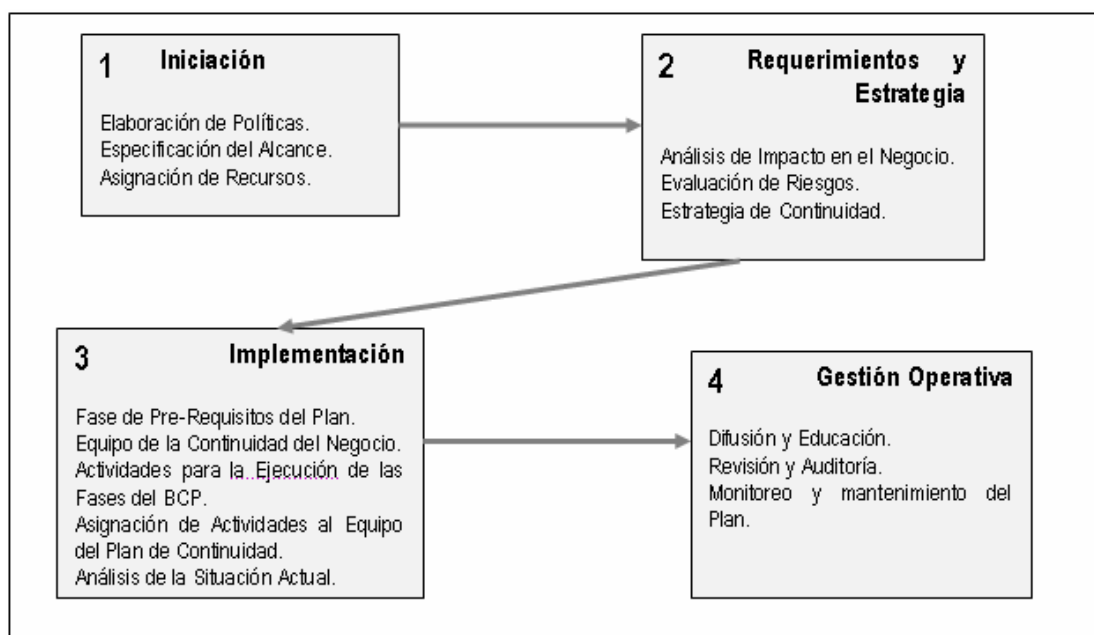 1 Iniciación
Elaboración de Políticas.
Especificación del Alcance.
Asignación de Recursos.
2 Requerimientos y
Estrategia
Análisis de Impacto en el Negocio.
Evaluación de Riesgos.
Estrategia de Continuidad.
3 Implementación
Fase de Pre-Requisitos del Plan.
Equipo de la Continuidad del Negocio.
Actividades para la Ejecución de las
Fases del BCP.
Asignación de Actividades al Equipo
del Plan de Continuidad.
Análisis de la Situación Actual.
4 Gestión Operativa
Difusión y Educación.
Revisión y Auditoría.
Monitoreo y mantenimiento del
Plan.